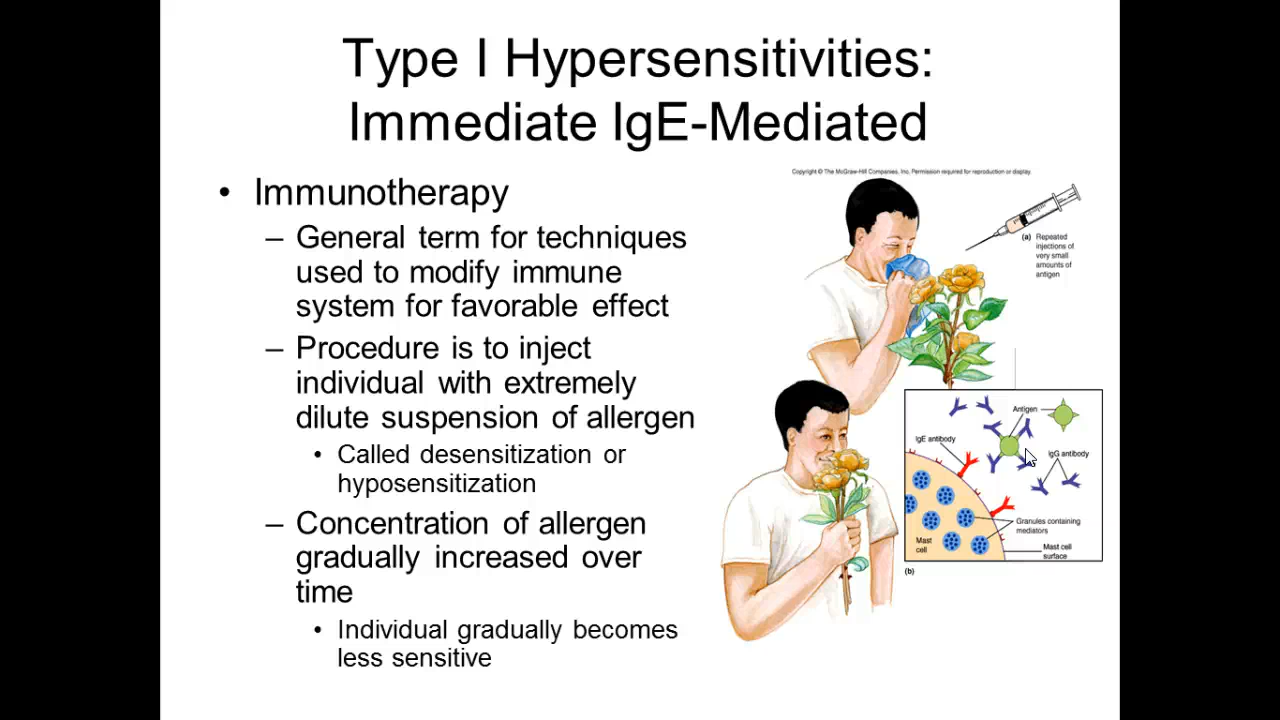 Type I Hypersensitivities:
Immediate IgE-Mediated
• Immunotherapy
– General term for techniques
used to modify immune
system for favorable effect
– Procedure is to inject
individual with extremely
dilute suspension of allergen
• Called desensitization or
hyposensitization
– Concentration of allergen
gradually increased over
time
• Individual gradually becomes
less sensitive
Copyright © The McGraw-Hill Companies, Inc. Permission required for reproduction or display.
(a) Repeated
injections of
very small
amounts of
antigen
Antigen
IgE antibody
IgG antibody
Granules containing
mediators
Mast
cell
Mast cell
surface
(b)